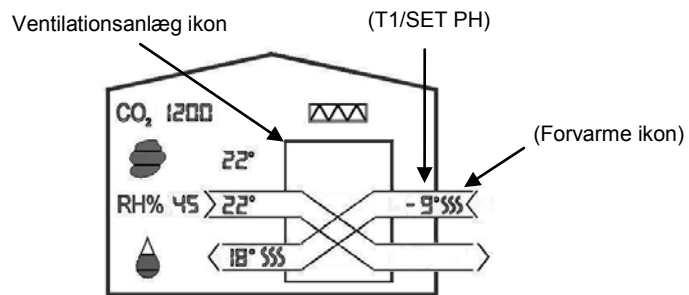 Ventilationsanlæg ikon
(T1/SET PH)
CO₂ 1200
22°
(Forvarme ikon)
RH% 45 22° - 9°
18°